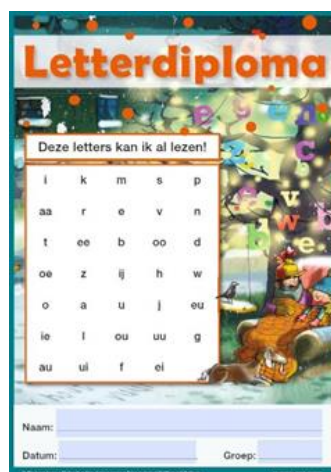 Letterdiploma
Deze letters kan ik al lezen!
i k m s p
aa r e v n
t ee b oo d
oe z ij h w
o a u j eu
ie l ou uu g
au ui f ei
Naam:
Datum: Groep: